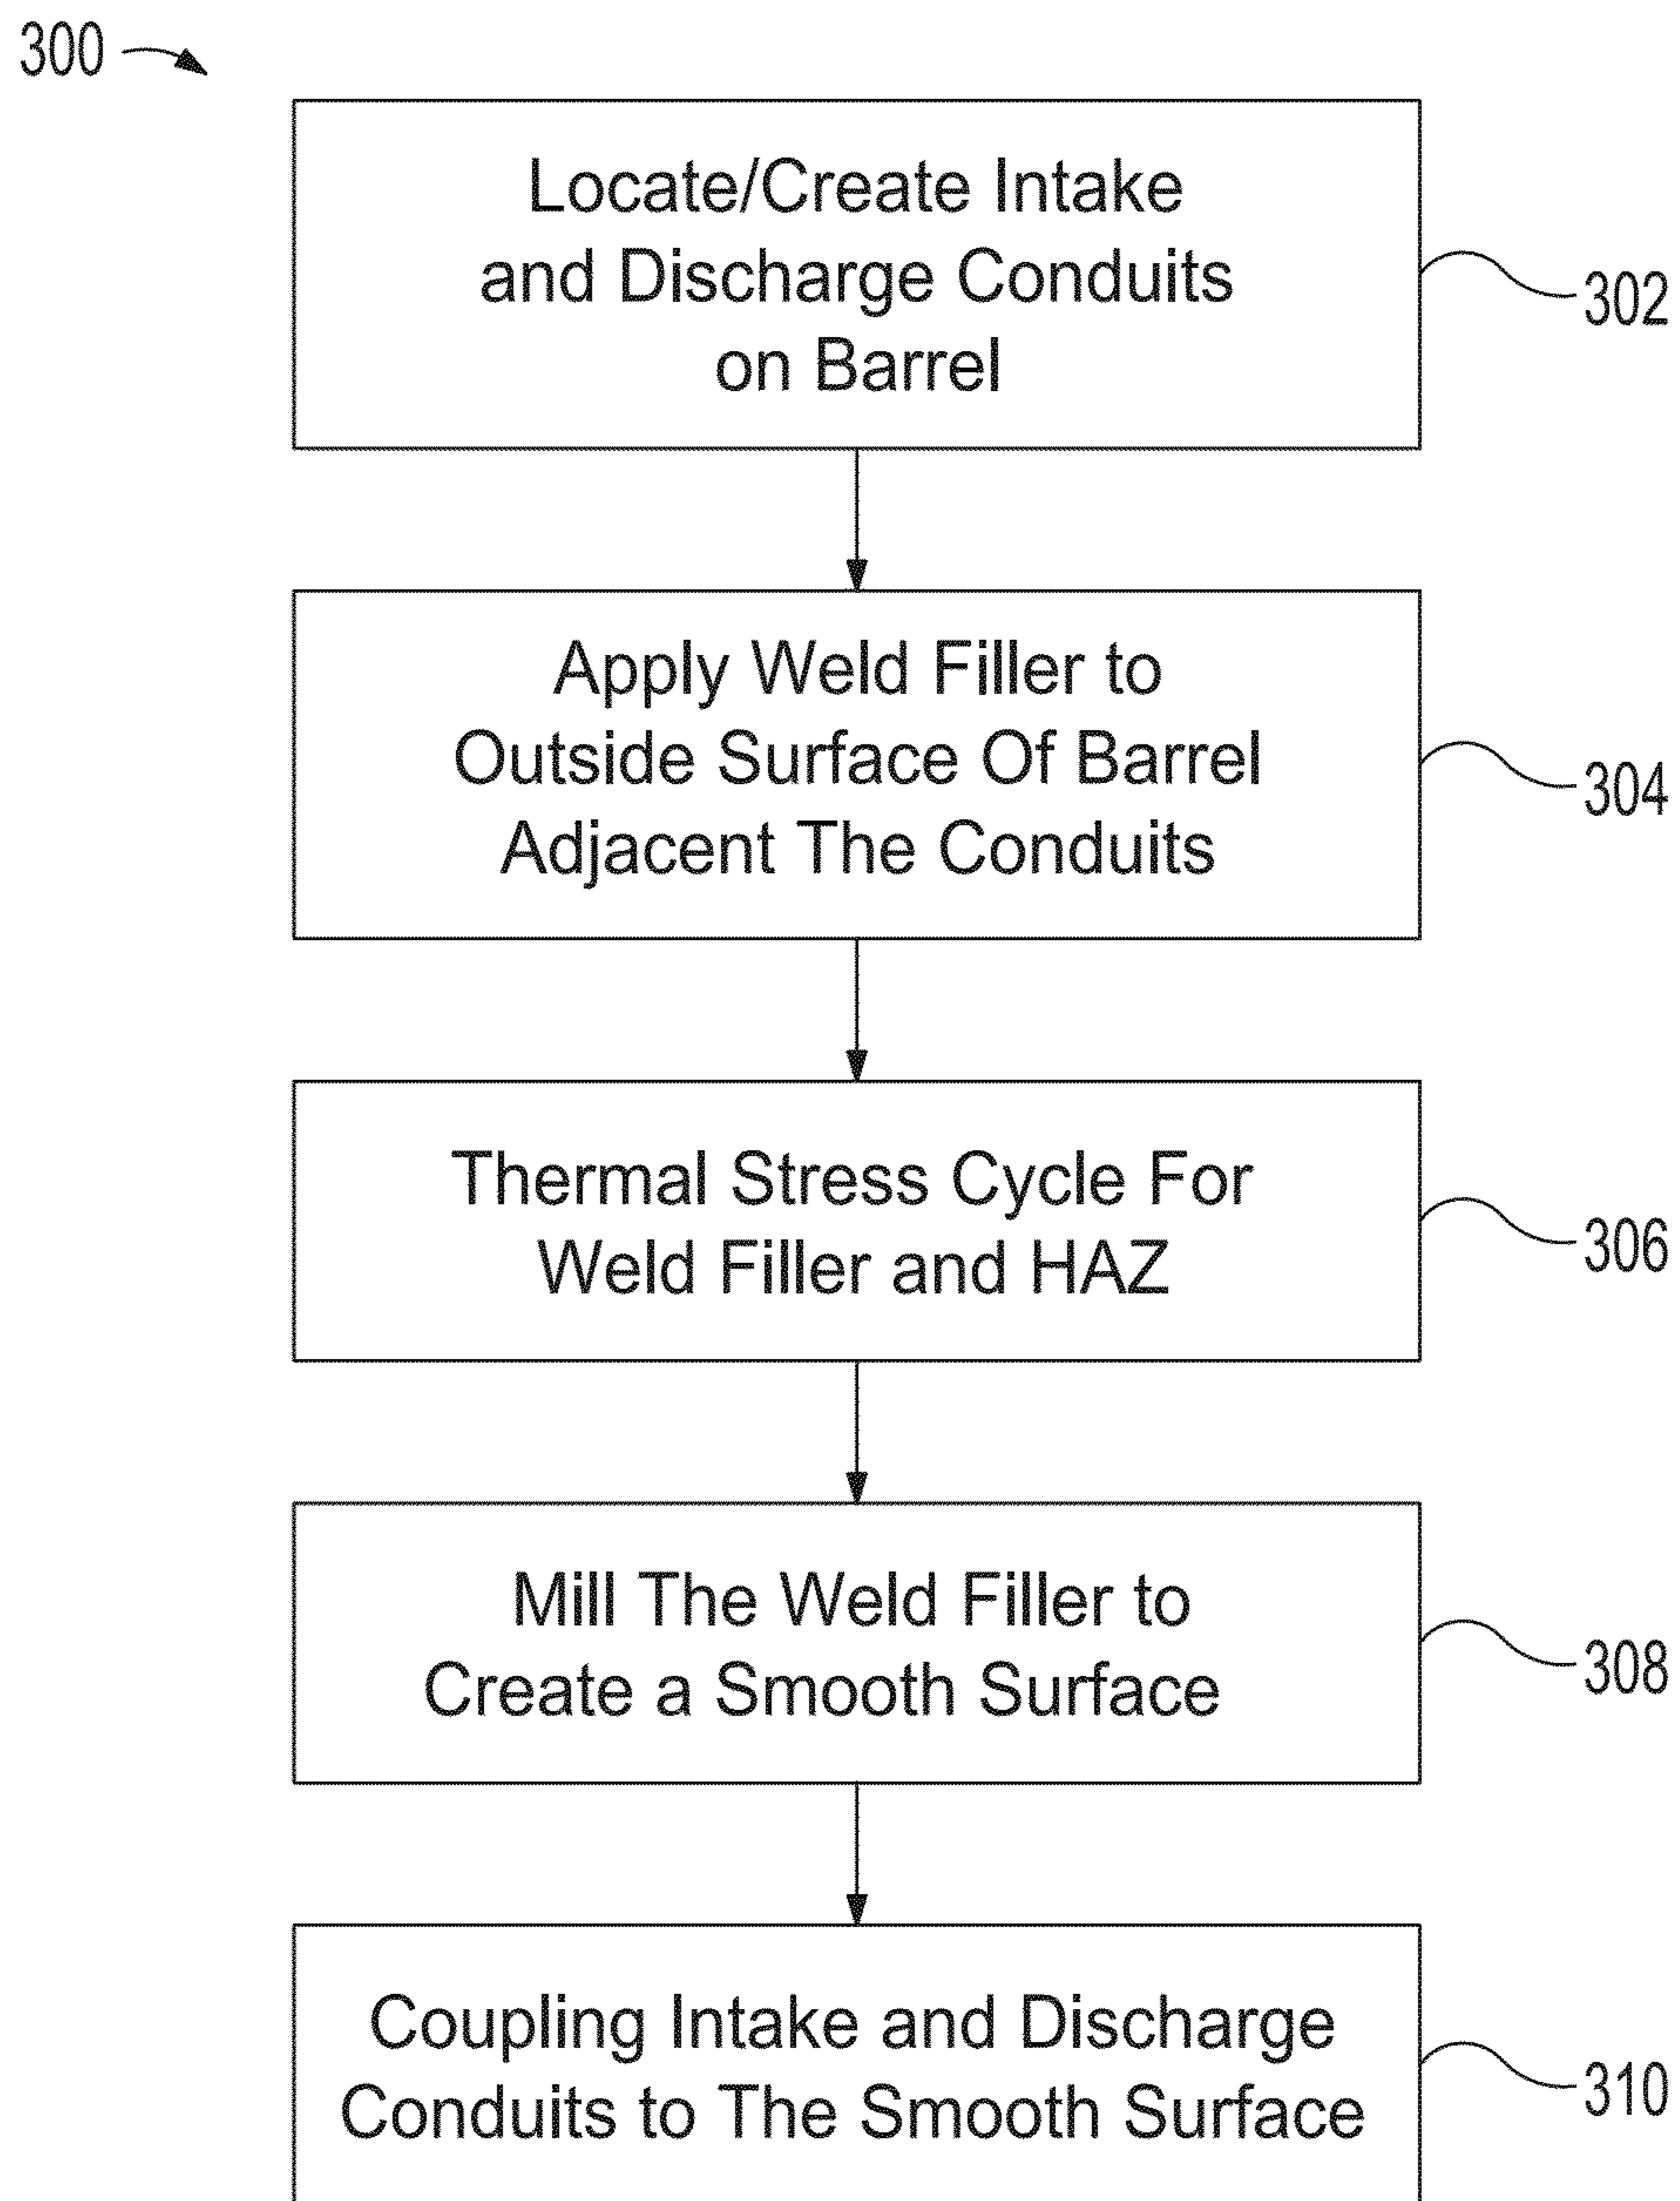 300
Locate/Create Intake
and Discharge Conduits
on Barrel
302
Apply Weld Filler to
Outside Surface Of Barrel
Adjacent The Conduits
304
Thermal Stress Cycle For
Weld Filler and HAZ
306
Mill The Weld Filler to
Create a Smooth Surface
308
Coupling Intake and Discharge
Conduits to The Smooth Surface
310